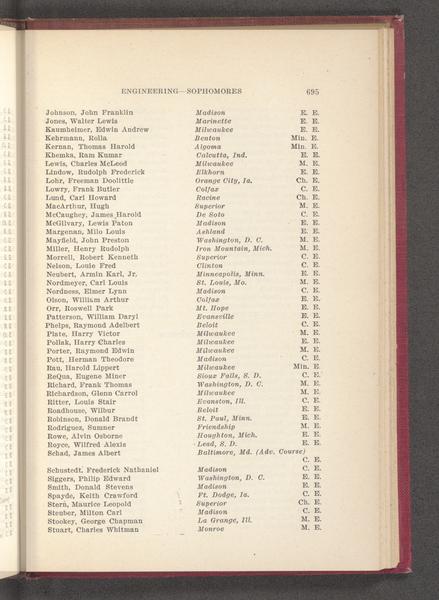 ENGINEERING—SOPHOMORES 695
Johnson, John Franklin Madison E. E.
Jones, Walter Lewis Marinette E. E.
Kaumheimer, Edwin Andrew Milwaukee E. E.
Kehrmann, Rolla Benton Min. E.
Kernan, Thomas Harold Algoma Min. E.
Khemka, Ram Kumar Calcutta, Ind. E. E.
Lewis, Charles McLeod Milwaukee M. E.
Lindow, Rudolph Frederick Elkhorn E. E.
Lohr, Freeman Doolittle Orange City, Ia. Ch. E.
Lowry, Frank Butler Colfax C. E.
Lund, Carl Howard Racine Ch. E.
MacArthur, Hugh Superior M. E.
McCaughey, James Harold De Soto C. E.
McGilvary, Lewis Paton Madison E. E.
Margenau, Milo Louis Ashland E. E.
Mayfield, John Preston Washington, D. C. M. E.
Miller, Henry Rudolph Iron Mountain, Mich. M. E.
Morrell, Robert Kenneth Superior C. E.
Nelson, Louie Fred Clinton C. E.
Neubert, Armin Karl, Jr. Minneapolis, Minn. E. E.
Nordmeyer, Carl Louis St. Louis, Mo. M. E.
Nordness, Elmer Lynn Madison C. E.
Olson, William Arthur Colfax E. E.
Orr, Roswell Park Mt. Hope E. E.
Patterson, William Daryl Evansville E. E.
Phelps, Raymond Adelbert Beloit C. E.
Plate, Harry Victor Milwaukee M. E.
Pollak, Harry Charles Milwaukee E. E.
Porter, Raymond Edwin Milwaukee M. E.
Pott, Herman Theodore Madison C. E.
Rau, Harold Lippert Milwaukee Min. E.
ReQua, Eugene Miner Sioux Falls, S. D. C. E.
Richard, Frank Thomas Washington, D. C. M. E.
Richardson, Glenn Carrol Milwaukee M. E.
Ritter, Louis Stair Evanston, Ill. C. E.
Roadhouse, Wilbur Beloit E. E.
Robinson, Donald Brandt St. Paul, Minn. E. E.
Rodriguez, Sumner Friendship M. E.
Rowe, Alvin Osborne Houghton, Mich. E. E.
Royce, Wilfred Alexis Lead, S. D. E. E.
Schad, James Albert Baltimore, Md. (Adv. Course)
C. E.
Schustedt, Frederick Nathaniel Madison C. E.
Siggers, Philip Edward Washington, D. C. E. E.
Smith, Donald Stevens Madison E. E.
Spayde, Keith Crawford Ft. Dodge, Ia. C. E.
Stern, Maurice Leopold Superior Ch. E.
Steuber, Milton Carl Madison C. E.
Stookey, George Chapman La Grange, Ill. M. E.
Stuart, Charles Whitman Monroe M. E.